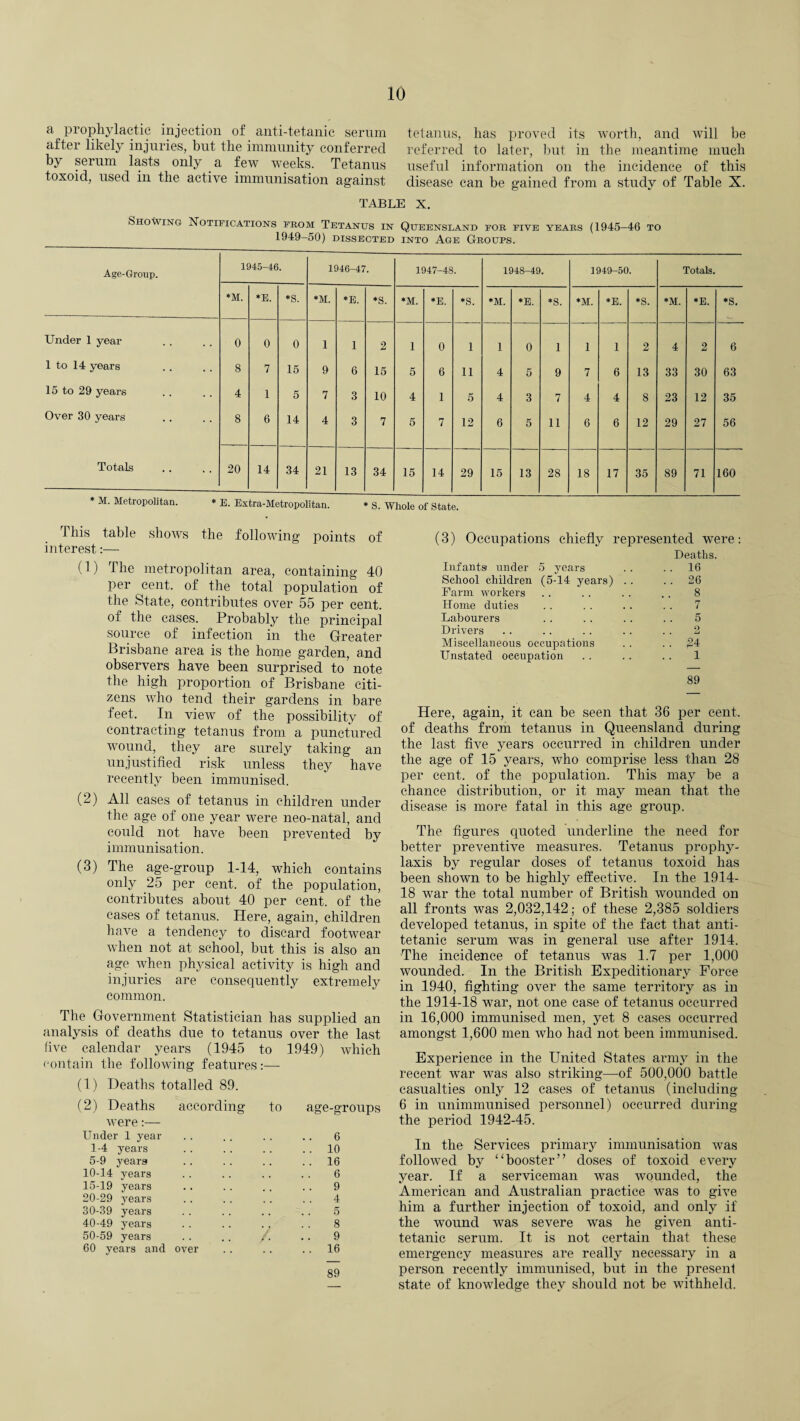 10
a prophylactic injection of anti-tetanic serum
after likely injuries, but the immunity conferred
by serum lasts only a few weeks. Tetanus
toxoid, used in the active immunisation against
tetanus, has proved its worth, and will be
referred to later, but in the meantime much
useful information on the incidence of this
disease can be gained from a study of Table X.
TABLE X.
Showing Notifications from Tetanus in Queensland for five years (1945–46 to
1949–50) dissected into Age Groups.
Age-Group. 1945–46. 1946–47. 1947–48. 1948–49. 1949–50. Totals.
*M. *E. *S. *M. *E. *S. *M. *E. *S. *M. *E. *S. *M. *E. *S. *M. *E. *S.
Under 1 year .. .. 0 0 0 1 1 2 1 0 1 1 0 1 1 1 2 4 2 6
1 to 14 years .. .. 8 7 15 9 6 15 5 6 11 4 5 9 7 6 13 33 30 63
15 to 29 years .. .. 4 1 5 7 3 10 4 1 5 4 3 7 4 4 8 23 12 35
Over 30 years .. .. 8 6 14 4 3 7 5 7 12 6 5 11 6 6 12 29 27 56
Totals .. .. 20 14 34 21 13 34 15 14 29 15 13 28 18 17 35 89 71 160
* M. Metropolitan. * E. Extra-Metropolitan. * S. Whole of State.
This table shows the following points of
interest:—
(1) The metropolitan area, containing 40
per cent. of the total population of
the State, contributes over 55 per cent.
of the cases. Probably the principal
source of infection in the Greater
Brisbane area is the home garden, and
observers have been surprised to note
the high proportion of Brisbane citi-
zens who tend their gardens in bare
feet. In view of the possibility of
contracting tetanus from a punctured
wound, they are surely taking an
unjustified risk unless they have
recently been immunised.
(2) All cases of tetanus in children under
the age of one year were neo-natal, and
could not have been prevented by
immunisation.
(3) The age-group 1-14, which contains
only 25 per cent. of the population,
contributes about 40 per cent. of the
cases of tetanus. Here, again, children
have a tendency to discard footwear
when not at school, but this is also an
age when physical activity is high and
injuries are consequently extremely
common.
The Government Statistician has supplied an
analysis of deaths due to tetanus over the last
five calendar years (1945 to 1949) which
contain the following features:—
(1) Deaths totalled 89.
(2) Deaths according to age-groups
were:—
Under 1 year .. .. .. .. 6
1-4 years .. .. .. .. 10
5-9 years .. .. .. .. 16
10-14 years .. .. .. .. 6
15-19 years .. .. .. .. 9
20-29 years .. .. .. .. 4
30-39 years .. .. .. .. 5
40-49 years .. .. .. .. 8
50-59 years .. .. .. .. 9
60 years and over .. .. .. 16
89
(3) Occupations chiefly represented were:
Deaths.
Infants under 5 years .. .. 16
School children (5-14 years) .. .. 26
Farm workers .. .. .. .. 8
Home duties .. .. .. .. 7
Labourers .. .. .. .. 5
Drivers .. .. .. .. .. 2
Miscellaneous occupations .. .. 24
Unstated occupation .. .. .. 1
89
Here, again, it can be seen that 36 per cent.
of deaths from tetanus in Queensland during
the last five years occurred in children under
the age of 15 years, who comprise less than 28
per cent. of the population. This may be a
chance distribution, or it may mean that the
disease is more fatal in this age group.
The figures quoted underline the need for
better preventive measures. Tetanus prophy-
laxis by regular doses of tetanus toxoid has
been shown to be highly effective. In the 1914-
18 war the total number of British wounded on
all fronts was 2,032,142; of these 2,385 soldiers
developed tetanus, in spite of the fact that anti-
tetanic serum was in general use after 1914.
The incidence of tetanus was 1.7 per 1,000
wounded. In the British Expeditionary Force
in 1940, fighting over the same territory as in
the 1914-18 war, not one case of tetanus occurred
in 16,000 immunised men, yet 8 cases occurred
amongst 1,600 men who had not been immunised.
Experience in the United States army in the
recent war was also striking—of 500,000 battle
casualties only 12 cases of tetanus (including
6 in unimmunised personnel) occurred during
the period 1942-45.
In the Services primary immunisation was
followed by "booster" doses of toxoid every
year. If a serviceman was wounded, the
American and Australian practice was to give
him a further injection of toxoid, and only if
the wound was severe was he given anti-
tetanic serum. It is not certain that these
emergency measures are really necessary in a
person recently immunised, but in the present
state of knowledge they should not be withheld.